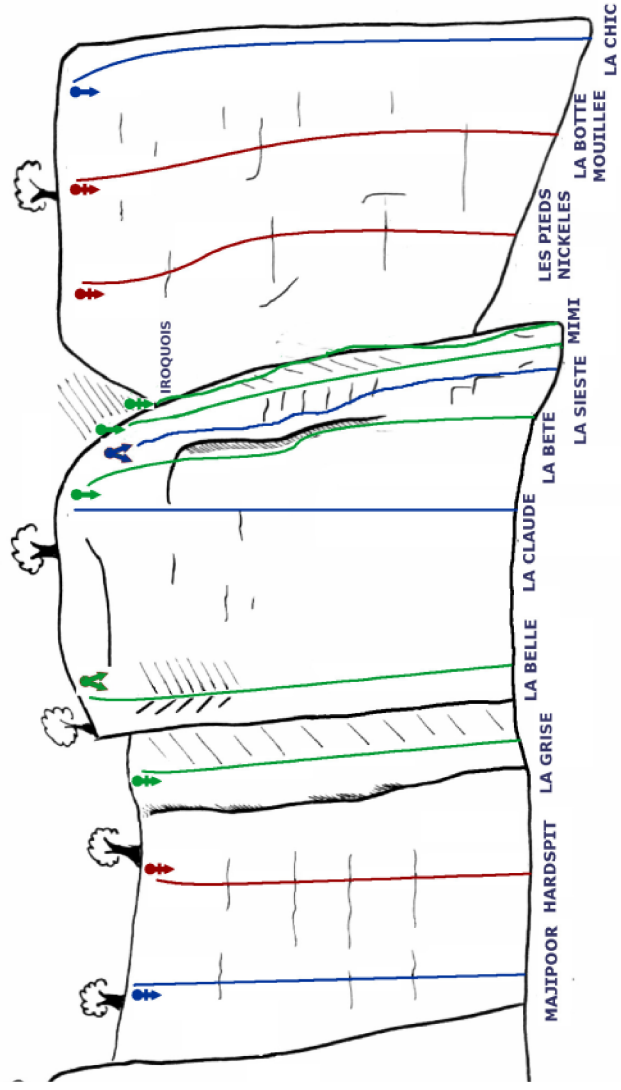 IROQUOIS
MAJIPOOR
HARDSPIT
LA GRISE
LA BELLE
LA CLAUDE
LA BETE
LA SIESTE
MIMI
LES PIEDS
NICKELES
LA BOTTE
MOUILLEE
LA CHIC